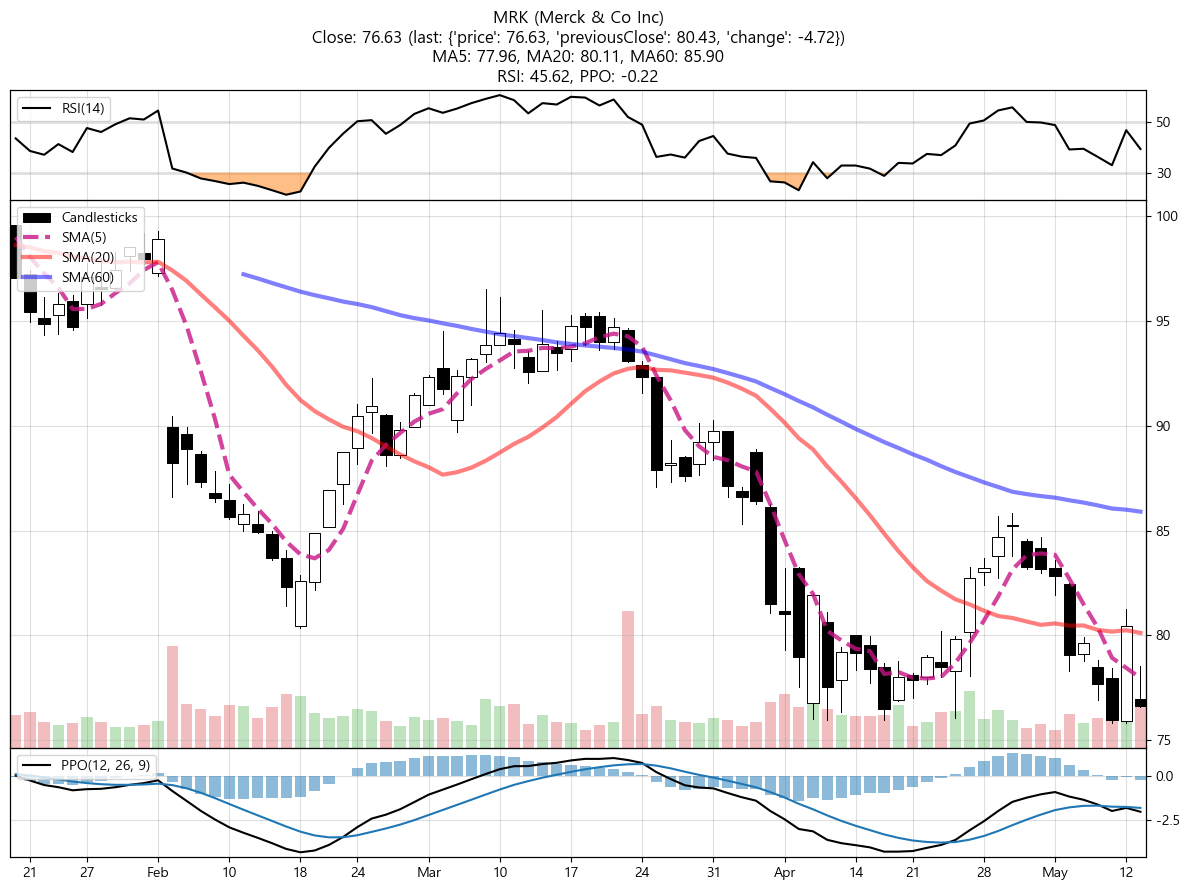 MRK (Merck & Co Inc)
Close: 76.63 (last: {'price': 76.63, 'previousClose': 80.43, 'change': -4.72})
MA5: 77.96, MA20: 80.11, MA60: 85.90
RSI: 45.62, PPO: -0.22
RSI(14)
50
30
Candlesticks
SMA(5)
SMA(20)
SMA(60)
100
95
90
85
80
75
PPO(12, 26, 9)
0.0
-2.5
21 27 Feb 10 18 24 Mar 10 17 24 31 Apr 14 21 28 May 12